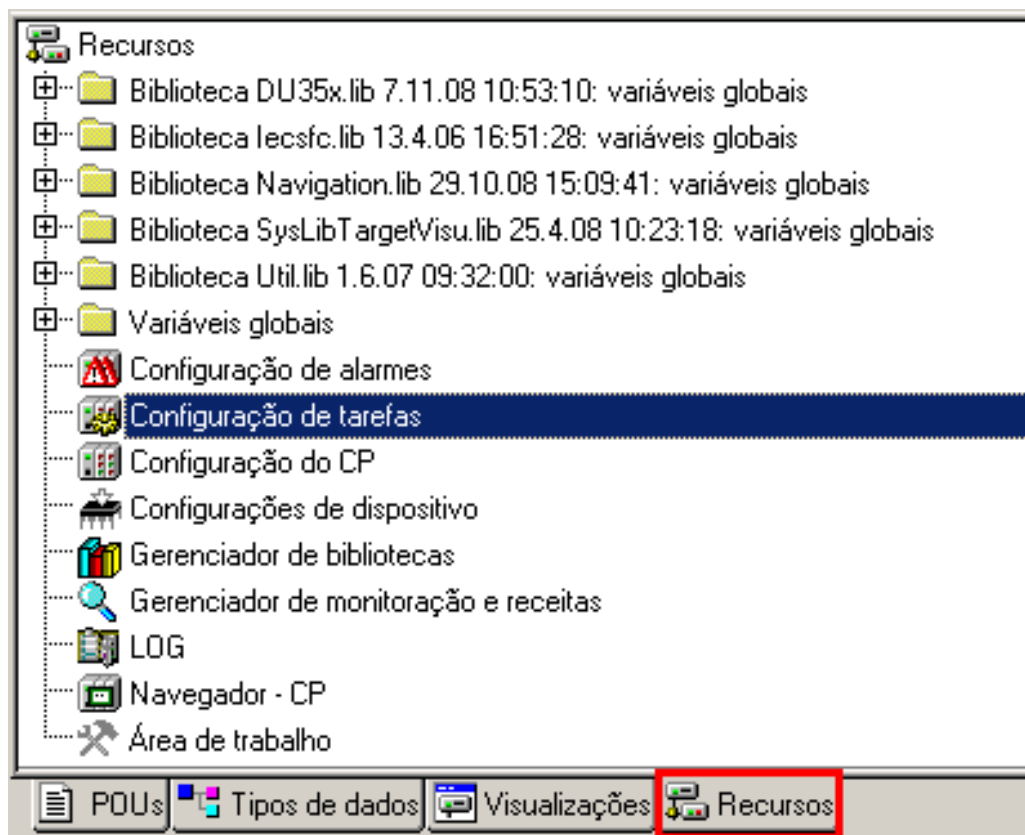 Recursos
Biblioteca DU35x.lib 7.11.08 10:53:10: variáveis globais
Biblioteca Iecsfc.lib 13.4.06 16:51:28: variáveis globais
Biblioteca Navigation.lib 29.10.08 15:09:41: variáveis globais
Biblioteca SysLibTargetVisu.lib 25.4.08 10:23:18: variáveis globais
Biblioteca Util.lib 1.6.07 09:32:00: variáveis globais
Variáveis globais
Configuração de alarmes
Configuração de tarefas
Configuração do CP
Configurações de dispositivo
Gerenciador de bibliotecas
Gerenciador de monitoração e receitas
LOG
Navegador - CP
Área de trabalho
POUs Tipos de dados Visualizações Recursos